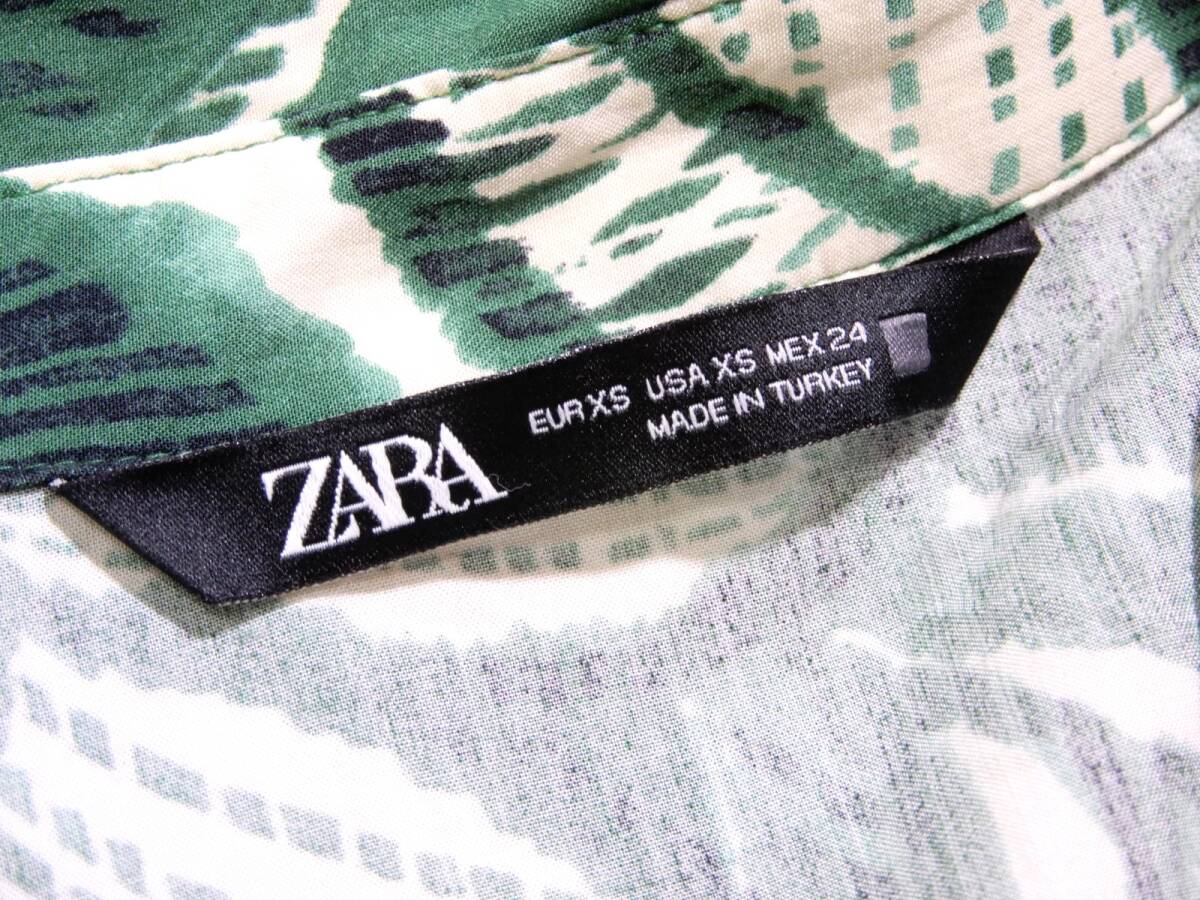 ZARA
EUR XS USA XS MEX 24
MADE IN TURKEY